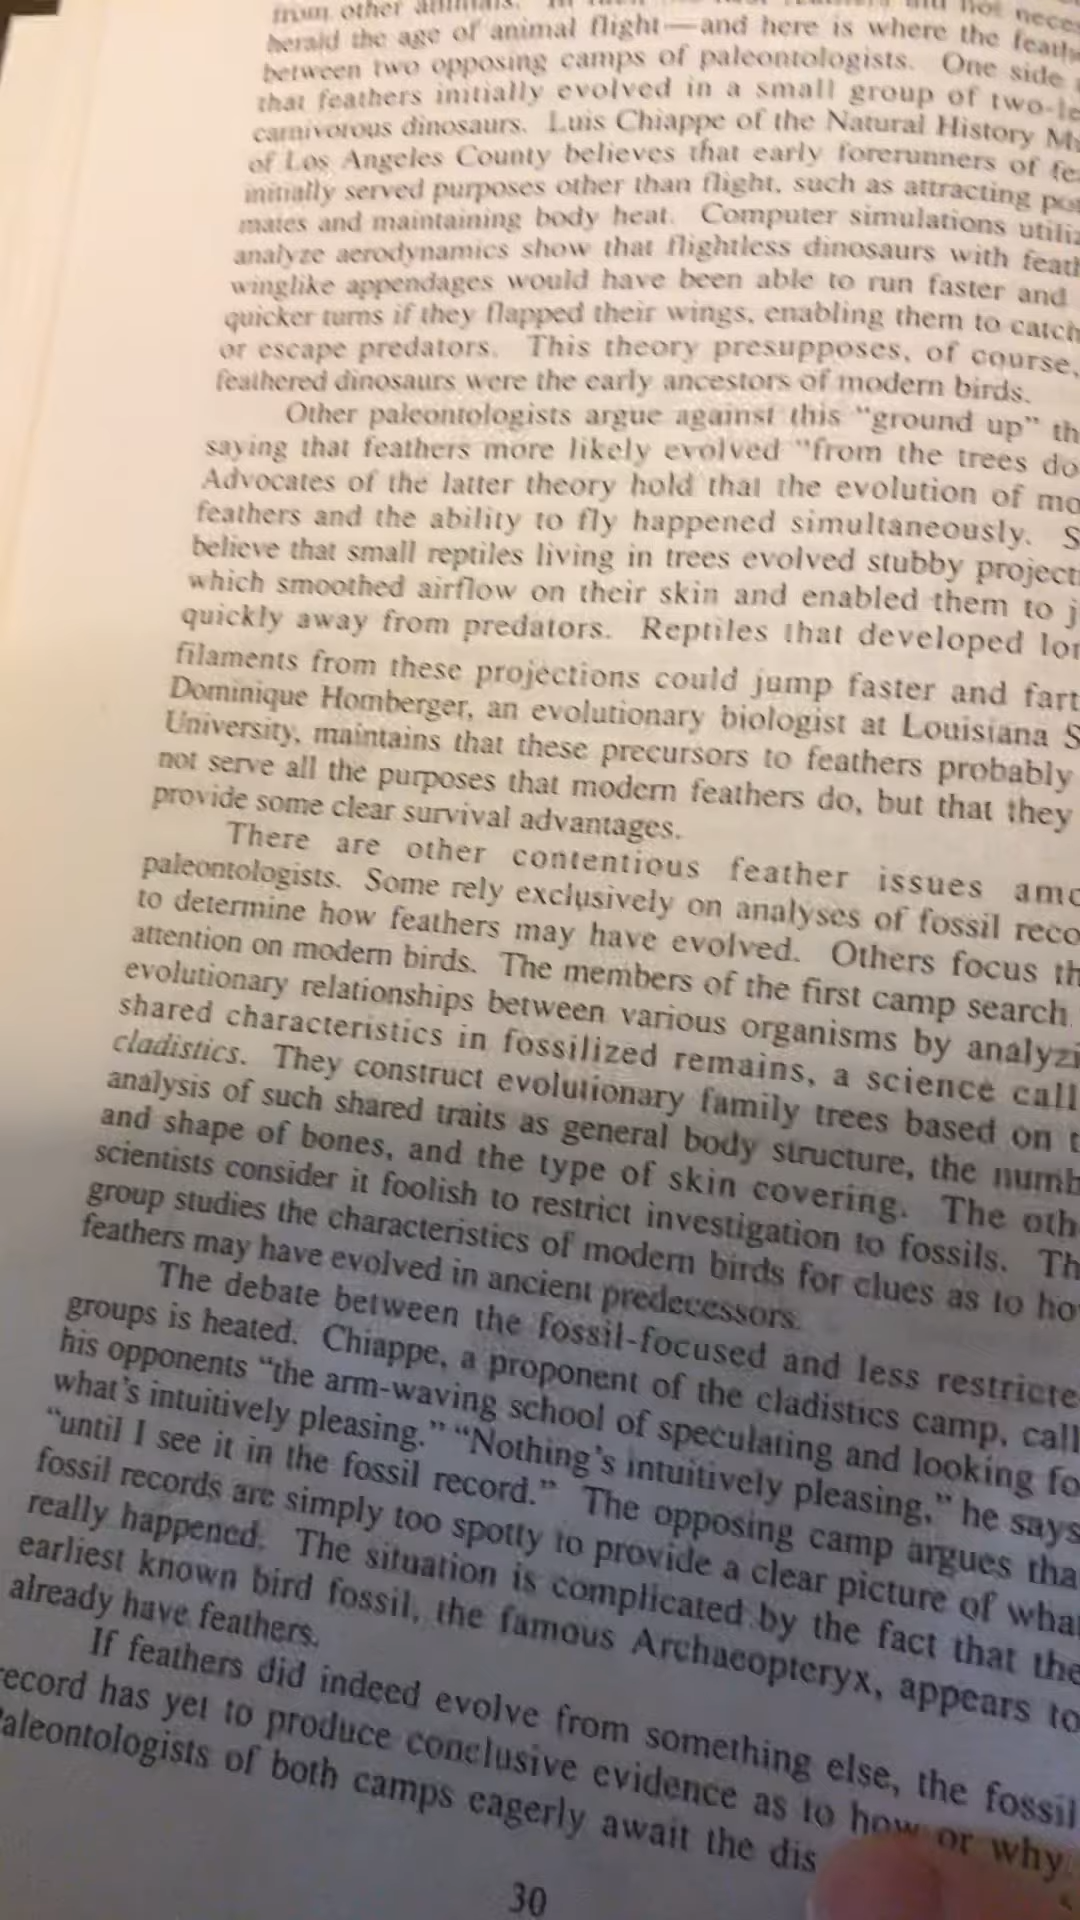 from other animals. In
herald the age of animal flight—and here is where the
between two opposing camps of paleontologists. One side
that feathers initially evolved in a small group of
carnivorous dinosaurs. Luis Chiappe of the Natural History
of Los Angeles County believes that early forerunners of
initially served purposes other than flight, such as attracting
mates and maintaining body heat. Computer simulations
analyze aerodynamics show that flightless dinosaurs with
winglike appendages would have been able to run faster and
quicker turns if they flapped their wings, enabling them to catch
or escape predators. This theory presupposes, of course,
feathered dinosaurs were the early ancestors of modern birds.
Other paleontologists argue against this "ground up" th
saying that feathers more likely evolved "from the trees do
Advocates of the latter theory hold that the evolution of mo
feathers and the ability to fly happened simultaneously. S
believe that small reptiles living in trees evolved stubby project
which smoothed airflow on their skin and enabled them to j
quickly away from predators. Reptiles that developed lon
filaments from these projections could jump faster and fart
Dominique Homberger, an evolutionary biologist at Louisiana S
University, maintains that these precursors to feathers probably
not serve all the purposes that modern feathers do, but that they
provide some clear survival advantages.
There are other contentious feather issues amo
paleontologists. Some rely exclusively on analyses of fossil reco
to determine how feathers may have evolved. Others focus th
attention on modern birds. The members of the first camp search
evolutionary relationships between various organisms by analyzi
shared characteristics in fossilized remains, a science call
cladistics. They construct evolutionary family trees based on t
analysis of such shared traits as general body structure, the numb
and shape of bones, and the type of skin covering. The oth
scientists consider it foolish to restrict investigation to fossils. Th
group studies the characteristics of modern birds for clues as to ho
feathers may have evolved in ancient predecessors.
The debate between the fossil-focused and less restricte
groups is heated. Chiappe, a proponent of the cladistics camp, call
his opponents "the arm-waving school of speculating and looking fo
what's intuitively pleasing." "Nothing's intuitively pleasing," he says
"until I see it in the fossil record." The opposing camp argues tha
fossil records are simply too spotty to provide a clear picture of wha
really happened. The situation is complicated by the fact that the
earliest known bird fossil, the famous Archaeopteryx, appears to
already have feathers.
If feathers did indeed evolve from something else, the fossil
record has yet to produce conclusive evidence as to how or why.
Paleontologists of both camps eagerly await the dis
30